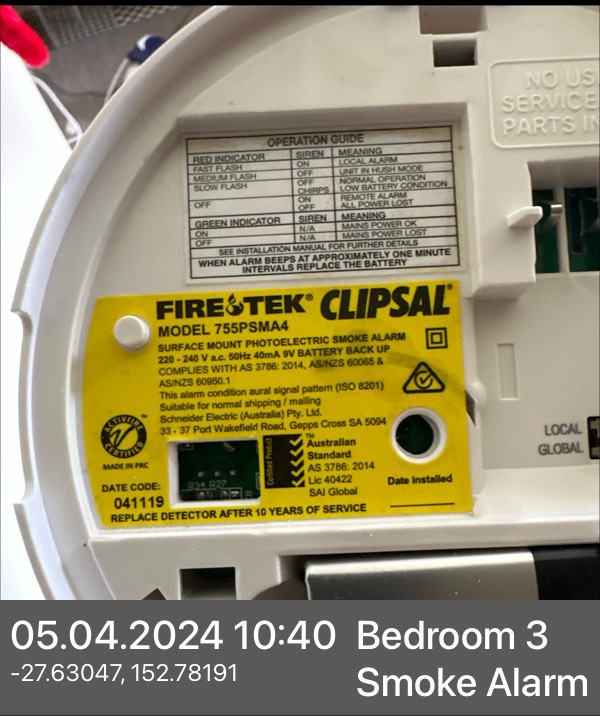 NO US
SERVICE
PARTS IN
OPERATION GUIDE
RED INDICATOR SIREN MEANING
FAST FLASH ON LOCAL ALARM
MEDIUM FLASH OFF UNIT IN HUSH MODE
SLOW FLASH OFF NORMAL OPERATION
CHIRPS LOW BATTERY CONDITION
OFF ON REMOTE ALARM
OFF ALL POWER LOST
GREEN INDICATOR SIREN MEANING
ON N/A MAINS POWER OK
OFF N/A MAINS POWER LOST
SEE INSTALLATION MANUAL FOR FURTHER DETAILS
WHEN ALARM BEEPS AT APPROXIMATELY ONE MINUTE
INTERVALS REPLACE THE BATTERY
FIRETEK® CLIPSAL®
MODEL 755PSMA4
SURFACE MOUNT PHOTOELECTRIC SMOKE ALARM
220 - 240 V a.c. 50Hz 40mA 9V BATTERY BACK UP
COMPLIES WITH AS 3786: 2014, AS/NZS 60065 &
AS/NZS 60950.1
This alarm condition aural signal pattern (ISO 8201)
Suitable for normal shipping / mailing
Schneider Electric (Australia) Pty. Ltd.
33 - 37 Port Wakefield Road, Gepps Cross SA 5094
ACTIVFIRE
CERTIFIED
MADE IN PRC
DATE CODE:
041119
R34 R27
Certified Product
™
Australian
Standard
AS 3786: 2014
Lic 40422
SAI Global
Date installed
REPLACE DETECTOR AFTER 10 YEARS OF SERVICE
LOCAL
GLOBAL
05.04.2024 10:40
-27.63047, 152.78191
Bedroom 3
Smoke Alarm